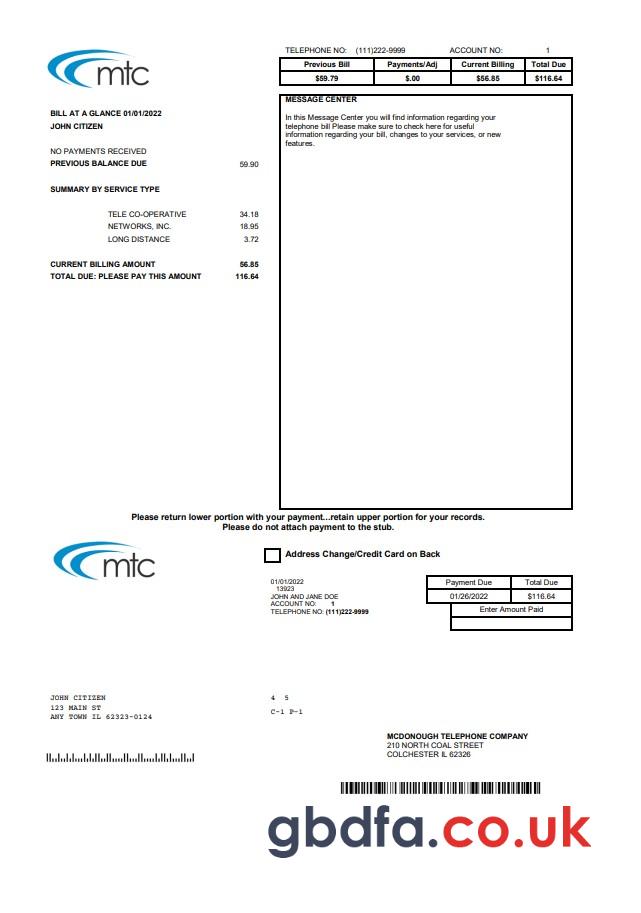 mtc
TELEPHONE NO: (111)222-9999 ACCOUNT NO: 1
Previous Bill Payments/Adj Current Billing Total Due
$59.79 $.00 $56.85 $116.64
BILL AT A GLANCE 01/01/2022
JOHN CITIZEN
NO PAYMENTS RECEIVED
PREVIOUS BALANCE DUE 59.90
SUMMARY BY SERVICE TYPE
TELE CO-OPERATIVE 34.18
NETWORKS, INC. 18.95
LONG DISTANCE 3.72
CURRENT BILLING AMOUNT 56.85
TOTAL DUE: PLEASE PAY THIS AMOUNT 116.64
MESSAGE CENTER
In this Message Center you will find information regarding your
telephone bill Please make sure to check here for useful
information regarding your bill, changes to your services, or new
features.
Please return lower portion with your payment...retain upper portion for your records.
Please do not attach payment to the stub.
mtc
Address Change/Credit Card on Back
01/01/2022
13923
JOHN AND JANE DOE
ACCOUNT NO: 1
TELEPHONE NO: (111)222-9999
Payment Due Total Due
01/26/2022 $116.64
Enter Amount Paid
JOHN CITIZEN
123 MAIN ST
ANY TOWN IL 62323-0124
4 5
C-1 P-1
MCDONOUGH TELEPHONE COMPANY
210 NORTH COAL STREET
COLCHESTER IL 62326
gbdfa.co.uk